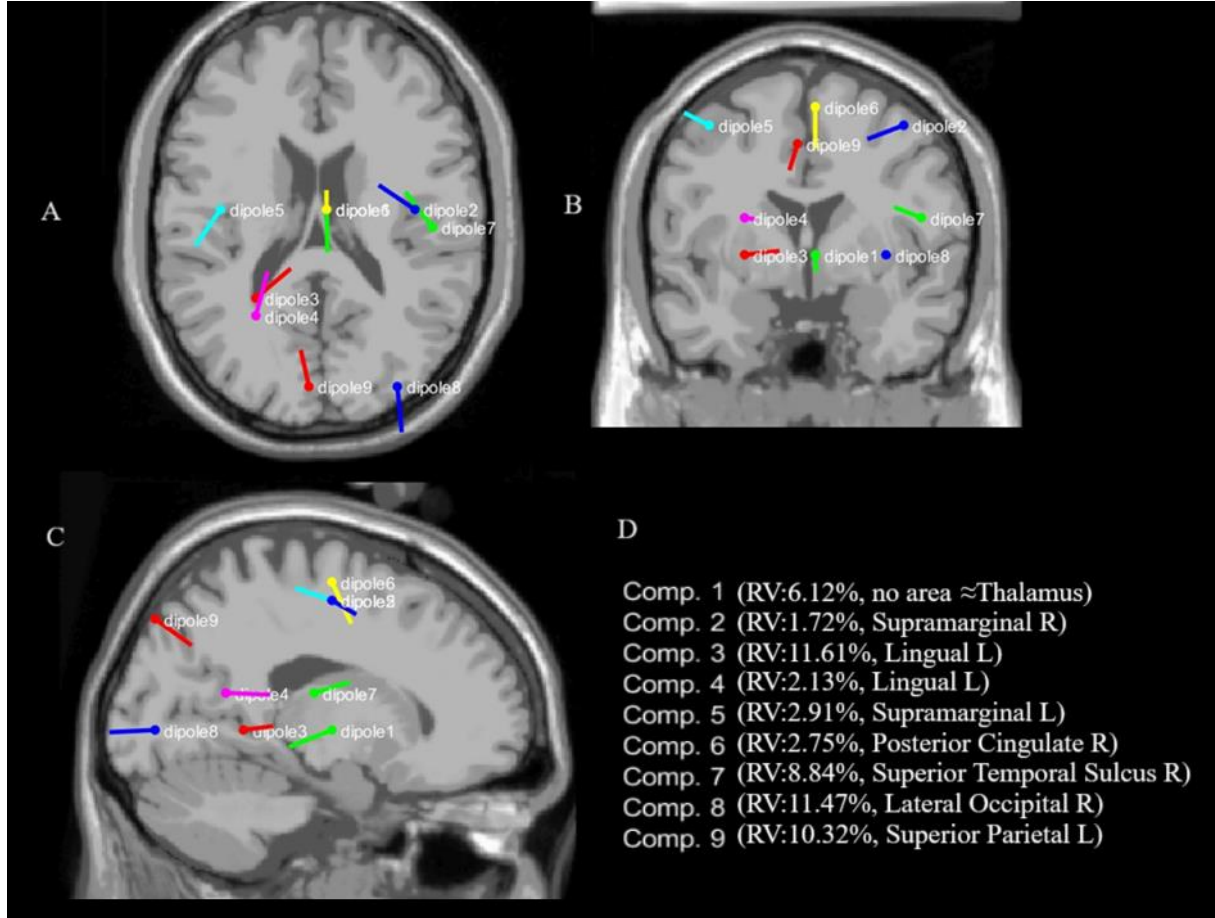 A
dipole5
dipole6
dipole2
dipole7
dipole3
dipole4
dipole9
dipole8
B
dipole6
dipole5
dipole2
dipole9
dipole4
dipole7
dipole3
dipole1
dipole8
C
dipole6
dipole9
dipole4
dipole7
dipole8
dipole3
dipole1
D
Comp. 1 (RV:6.12%, no area ≈Thalamus)
Comp. 2 (RV:1.72%, Supramarginal R)
Comp. 3 (RV:11.61%, Lingual L)
Comp. 4 (RV:2.13%, Lingual L)
Comp. 5 (RV:2.91%, Supramarginal L)
Comp. 6 (RV:2.75%, Posterior Cingulate R)
Comp. 7 (RV:8.84%, Superior Temporal Sulcus R)
Comp. 8 (RV:11.47%, Lateral Occipital R)
Comp. 9 (RV:10.32%, Superior Parietal L)